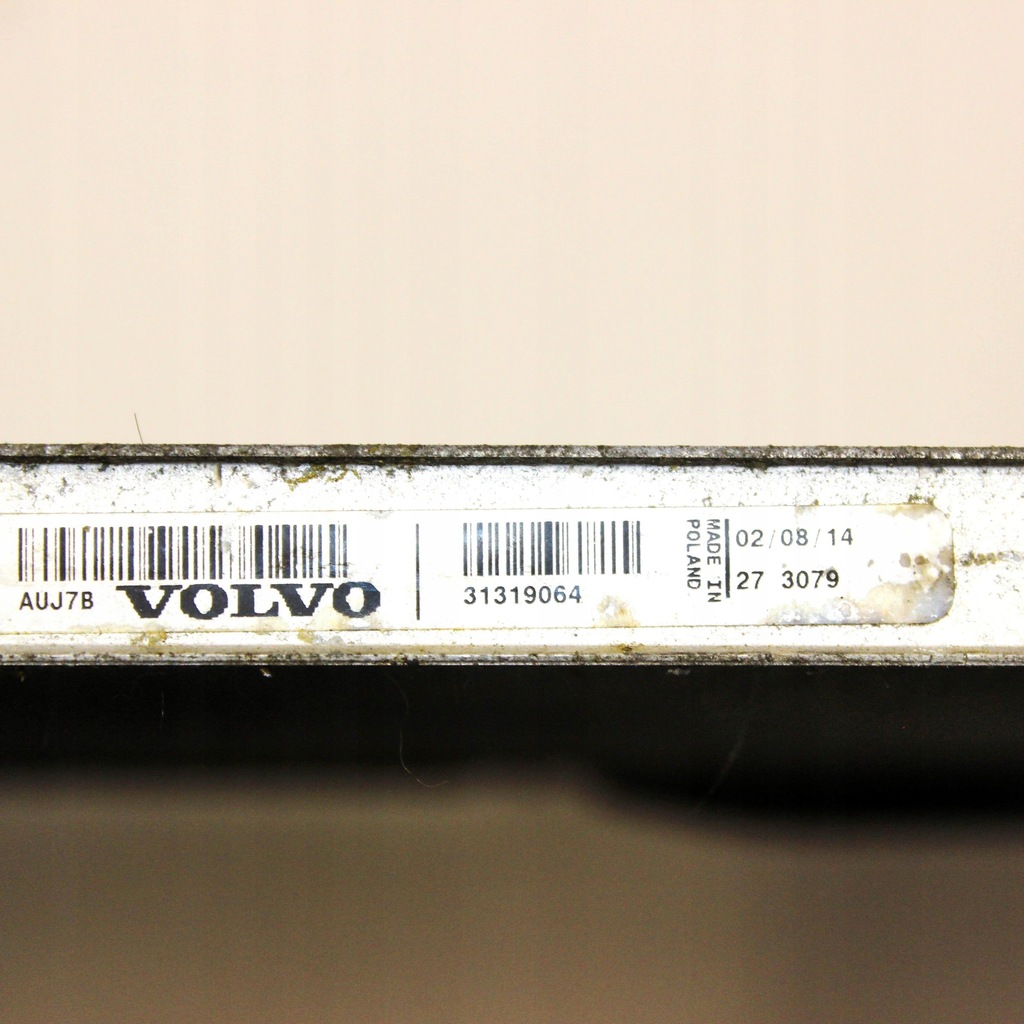 AUJ7B VOLVO
31319064
MADE IN
POLAND
02/08/14
27 3079